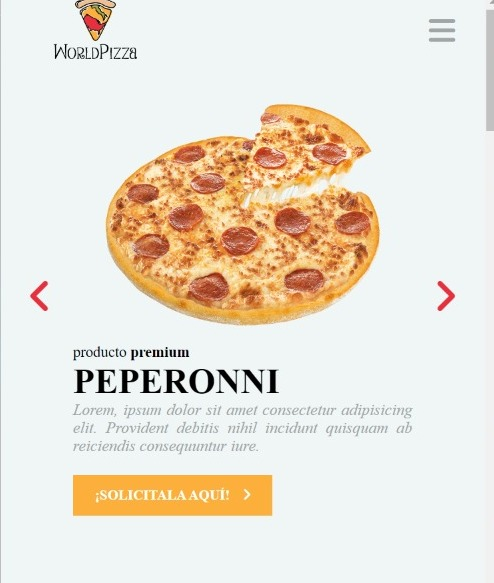 WORLDPIZZA
producto premium
PEPERONNI
Lorem, ipsum dolor sit amet consectetur adipisicing
elit. Provident debitis nihil incidunt quisquam ab
reiciendis consequuntur iure.
¡SOLICITALA AQUÍ!